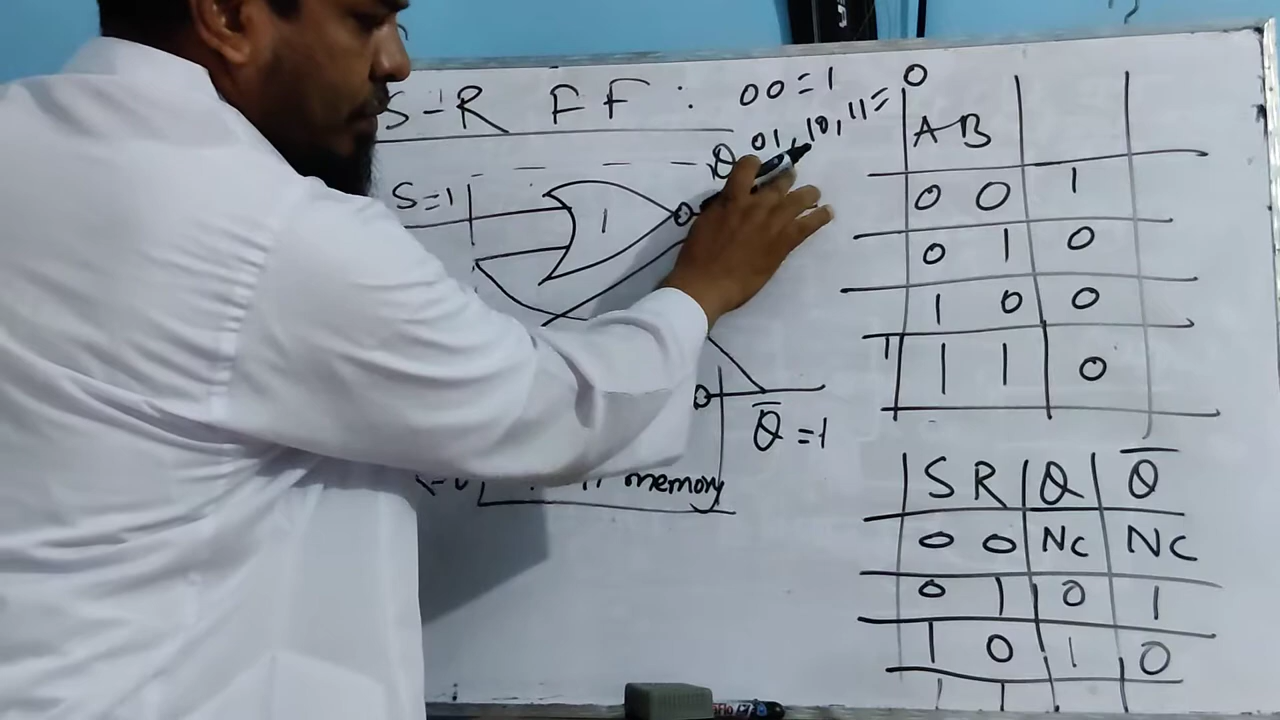 S-R FF : 00=1
01, 10, 11= 0
Q
S=1
1
Q̅ =1
memory
A B
0 0 1
0 1 0
1 0 0
1 1 0
S R Q Q̅
0 0 NC NC
0 1 0 1
1 0 1 0